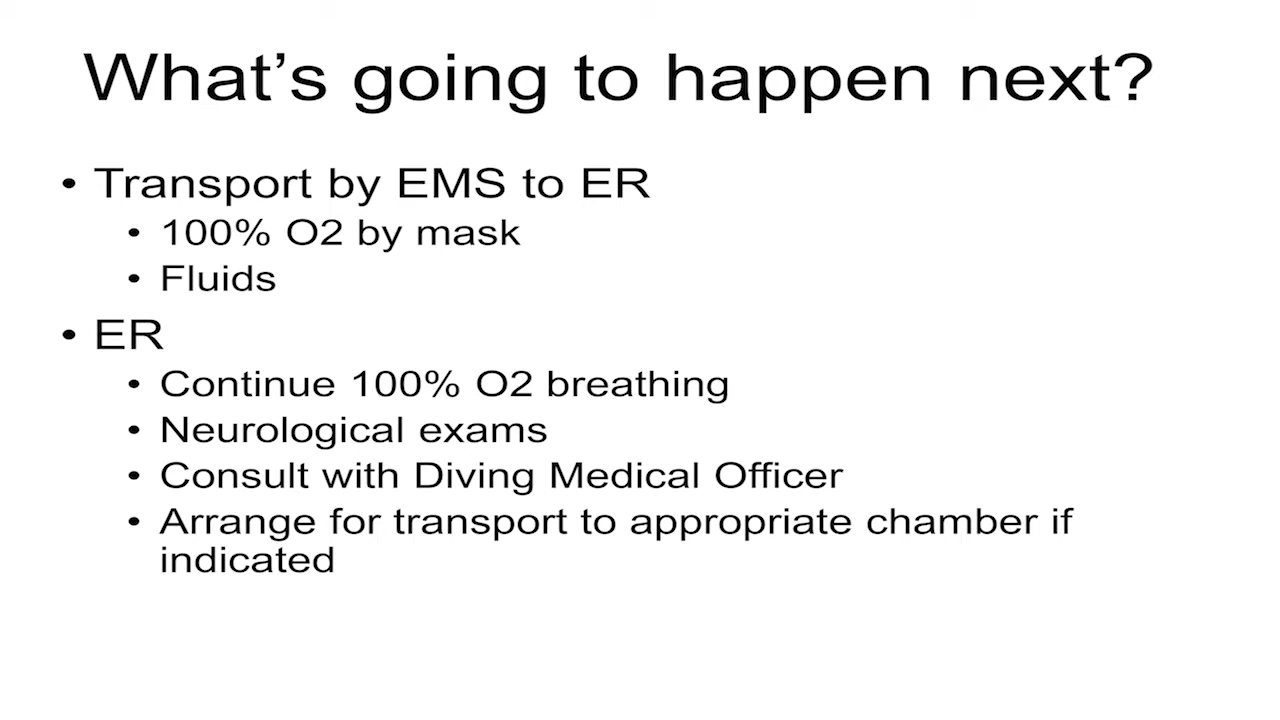 What's going to happen next?
• Transport by EMS to ER
• 100% O2 by mask
• Fluids
• ER
• Continue 100% O2 breathing
• Neurological exams
• Consult with Diving Medical Officer
• Arrange for transport to appropriate chamber if
indicated